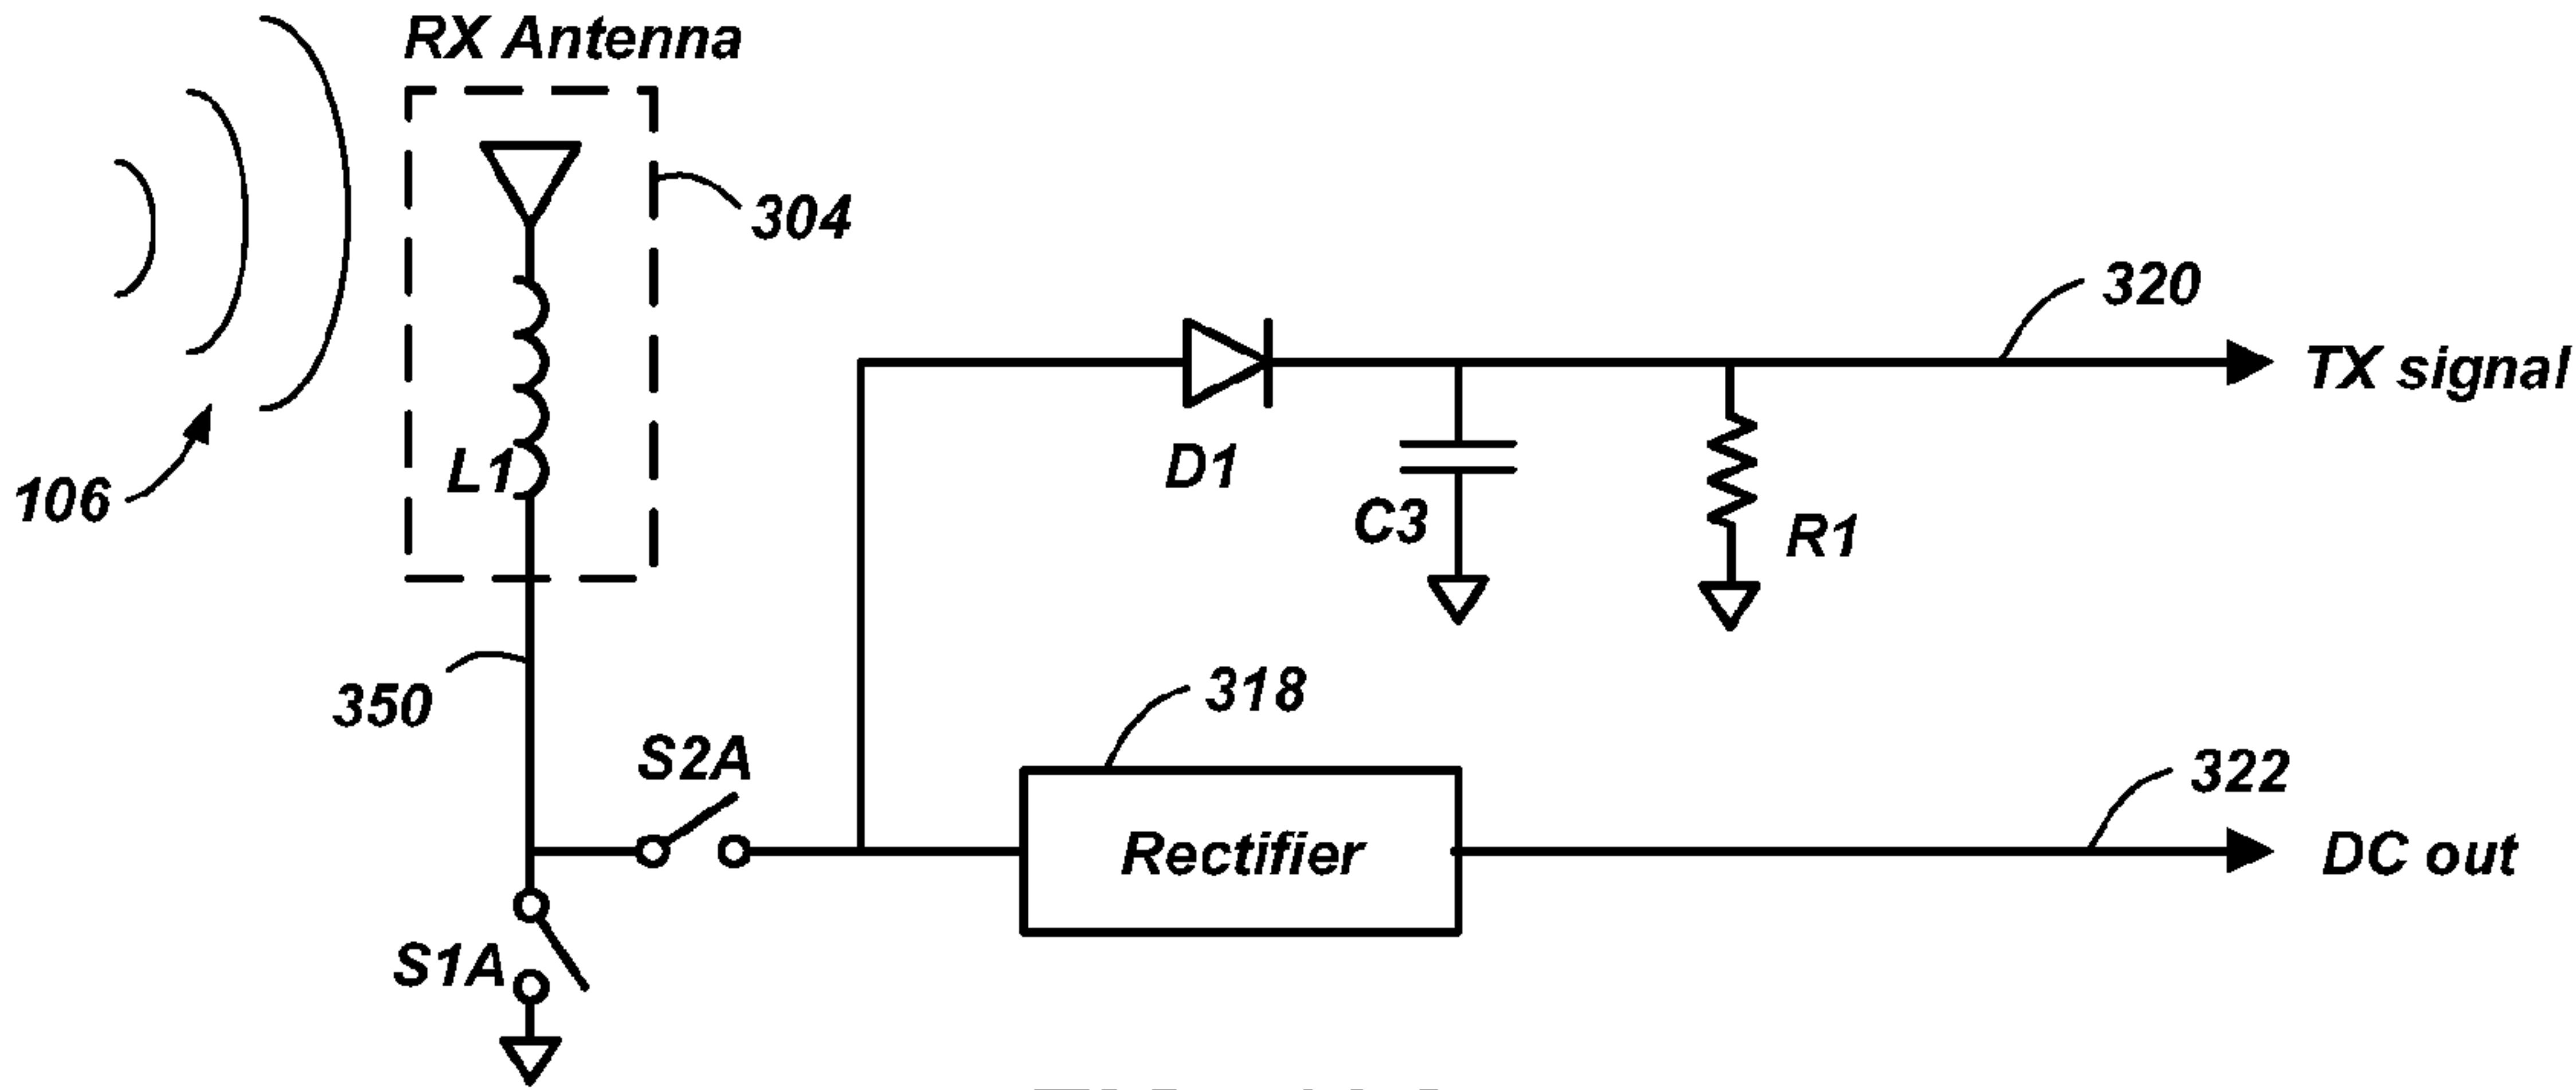 RX Antenna
304
106
L1
350
S2A
S1A
D1
C3
R1
320
TX signal
318
Rectifier
322
DC out